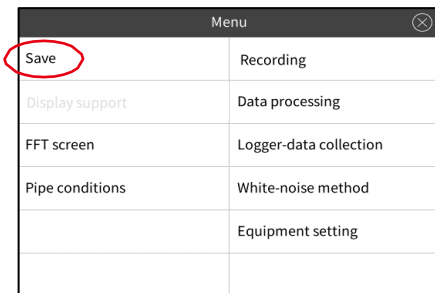 Menu
Save
Recording
Display support
Data processing
FFT screen
Logger-data collection
Pipe conditions
White-noise method
Equipment setting